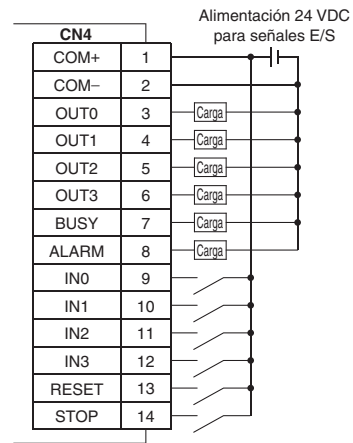 Alimentación 24 VDC
para señales E/S
CN4
COM+ 1
COM− 2
OUT0 3 Carga
OUT1 4 Carga
OUT2 5 Carga
OUT3 6 Carga
BUSY 7 Carga
ALARM 8 Carga
IN0 9
IN1 10
IN2 11
IN3 12
RESET 13
STOP 14